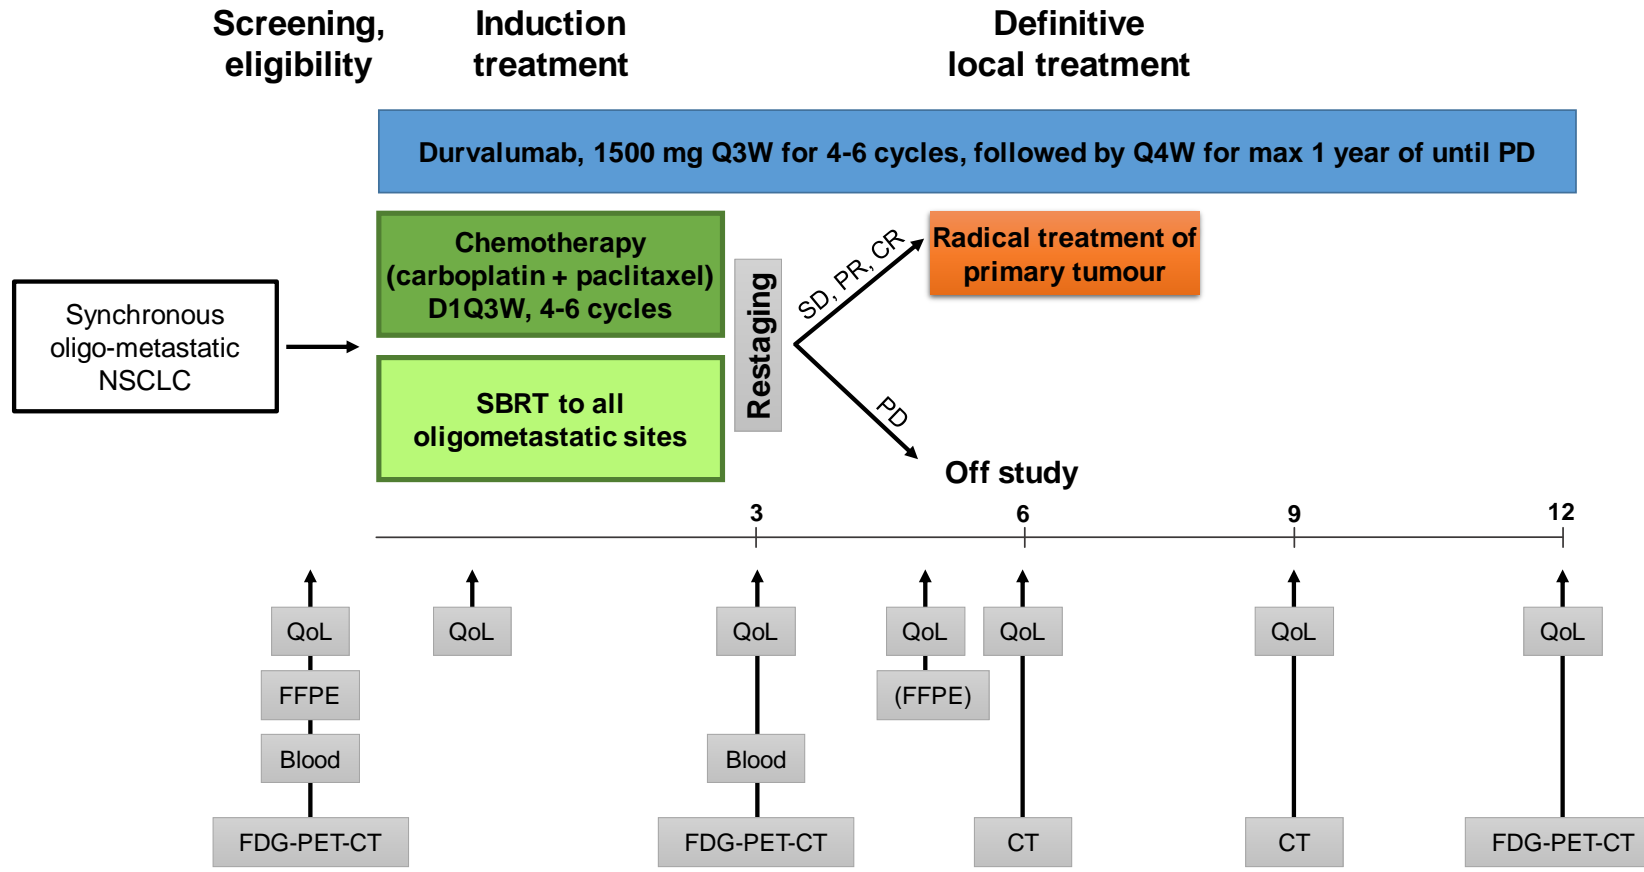 Screening,
eligibility
Induction
treatment
Definitive
local treatment
Durvalumab, 1500 mg Q3W for 4-6 cycles, followed by Q4W for max 1 year of until PD
Synchronous
oligo-metastatic
NSCLC
Chemotherapy
(carboplatin + paclitaxel)
D1Q3W, 4-6 cycles
SBRT to all
oligometastatic sites
Restaging
SD, PR, CR
PD
Radical treatment of
primary tumour
Off study
3
6
9
12
QoL
FFPE
Blood
FDG-PET-CT
QoL
QoL
Blood
FDG-PET-CT
QoL
(FFPE)
QoL
CT
QoL
CT
QoL
FDG-PET-CT